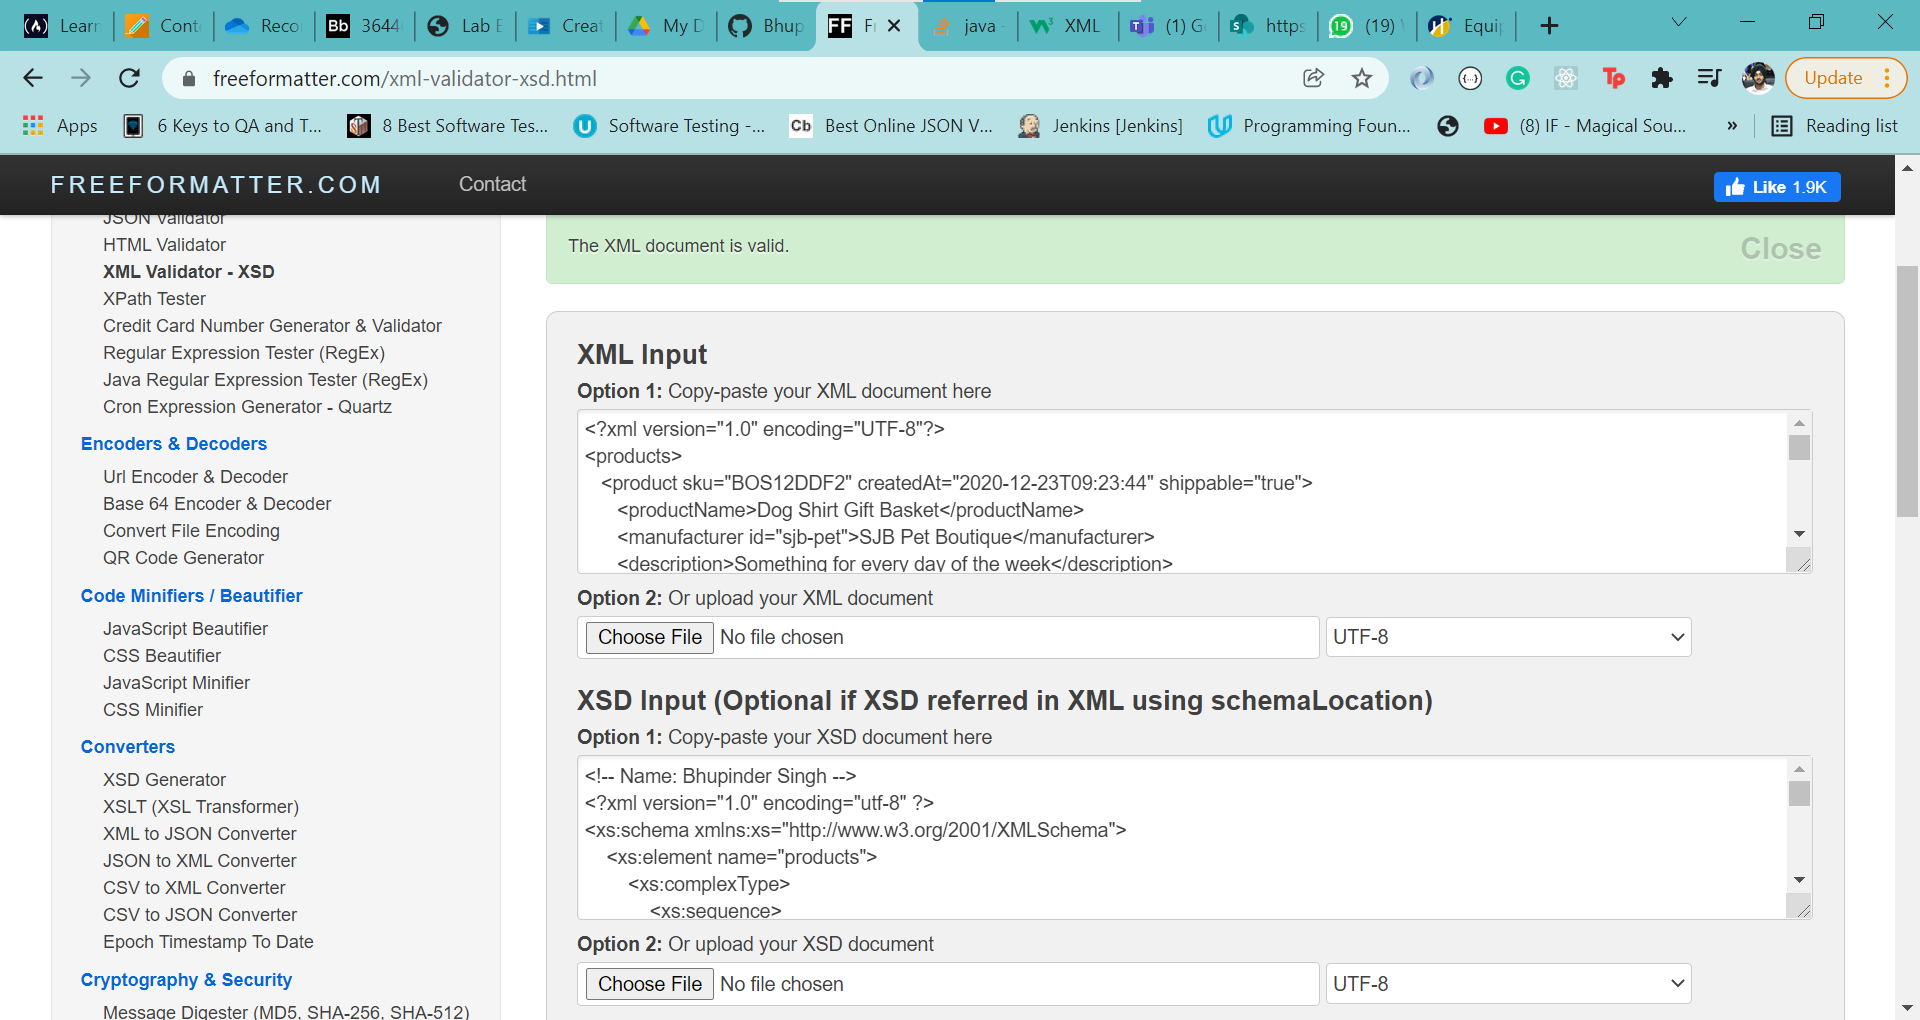 Learn
Conte
Reco
Bb 3644
Lab E
Creat
My D
Bhup
FF F
java
W3 XML
(1) G
https
19 (19)
Equi
freeformatter.com/xml-validator-xsd.html
Update
Apps
6 Keys to QA and T...
8 Best Software Tes...
Software Testing -...
Cb Best Online JSON V...
Jenkins [Jenkins]
Programming Foun...
(8) IF - Magical Sou...
»
Reading list
FREEFORMATTER.COM
Contact
Like 1.9K
JSON Validator
HTML Validator
XML Validator - XSD
XPath Tester
Credit Card Number Generator & Validator
Regular Expression Tester (RegEx)
Java Regular Expression Tester (RegEx)
Cron Expression Generator - Quartz
Encoders & Decoders
Url Encoder & Decoder
Base 64 Encoder & Decoder
Convert File Encoding
QR Code Generator
Code Minifiers / Beautifier
JavaScript Beautifier
CSS Beautifier
JavaScript Minifier
CSS Minifier
Converters
XSD Generator
XSLT (XSL Transformer)
XML to JSON Converter
JSON to XML Converter
CSV to XML Converter
CSV to JSON Converter
Epoch Timestamp To Date
Cryptography & Security
Message Digester (MD5, SHA-256, SHA-512)
The XML document is valid.
Close
XML Input
Option 1: Copy-paste your XML document here
<?xml version="1.0" encoding="UTF-8"?>
<products>
<product sku="BOS12DDF2" createdAt="2020-12-23T09:23:44" shippable="true">
<productName>Dog Shirt Gift Basket</productName>
<manufacturer id="sjb-pet">SJB Pet Boutique</manufacturer>
<description>Something for every day of the week</description>
Option 2: Or upload your XML document
Choose File No file chosen
UTF-8
XSD Input (Optional if XSD referred in XML using schemaLocation)
Option 1: Copy-paste your XSD document here
<!-- Name: Bhupinder Singh -->
<?xml version="1.0" encoding="utf-8" ?>
<xs:schema xmlns:xs="http://www.w3.org/2001/XMLSchema">
<xs:element name="products">
<xs:complexType>
<xs:sequence>
Option 2: Or upload your XSD document
Choose File No file chosen
UTF-8